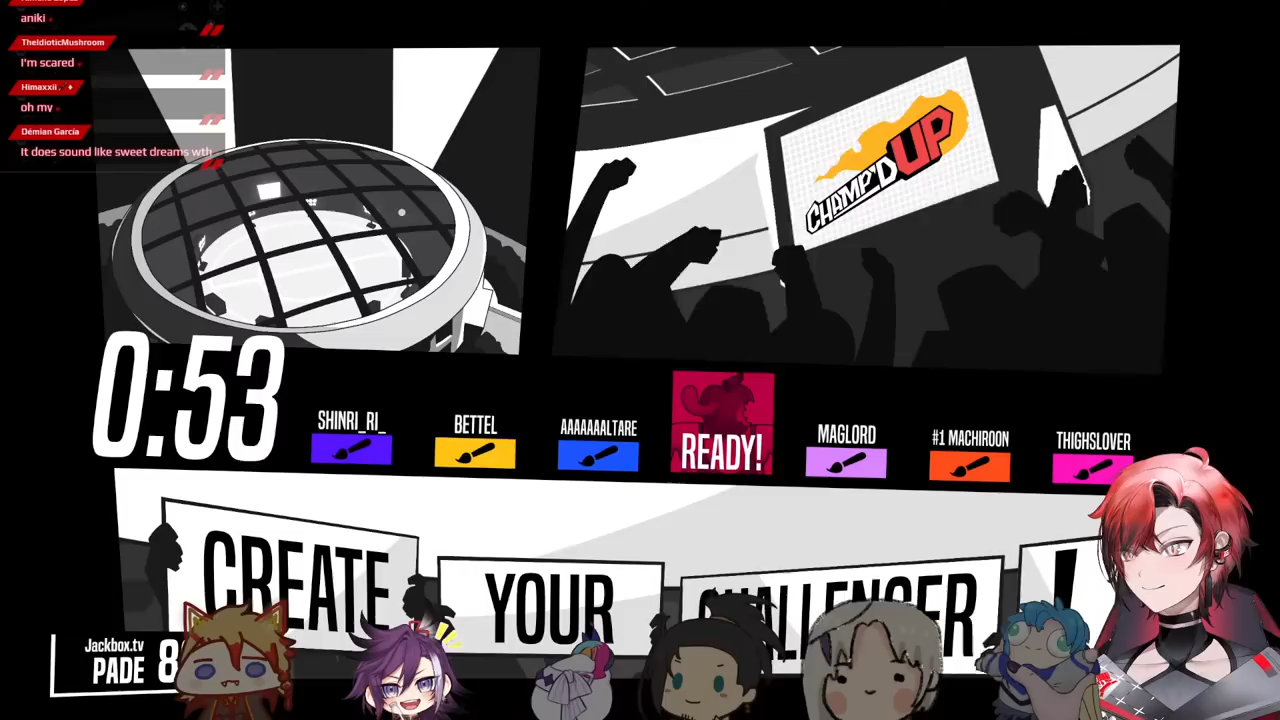 aniki
TheIdioticMushroom
I'm scared
Himaxxii
oh my
Démian García
It does sound like sweet dreams wth
CHAMP'D UP
0:53
SHINRI_RI_
BETTEL
AAAAAAALTARE
READY!
MAGLORD
#1 MACHIROON
THIGHSLOVER
CREATE
YOUR
CHALLENGER
!
Jackbox.tv
PADE 8